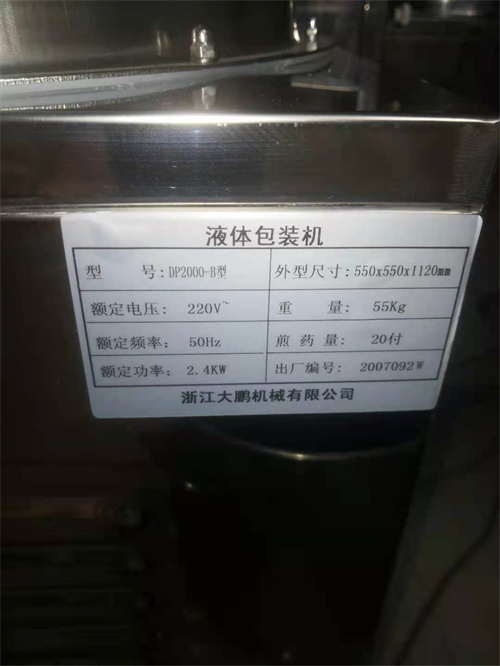 液体包装机
型 号: DP2000-B型 外型尺寸: 550x550x1120mm
额定电压: 220V~ 重 量: 55Kg
额定频率: 50Hz 煎 药 量: 20付
额定功率: 2.4KW 出厂编号: 2007092W
浙江大鹏机械有限公司